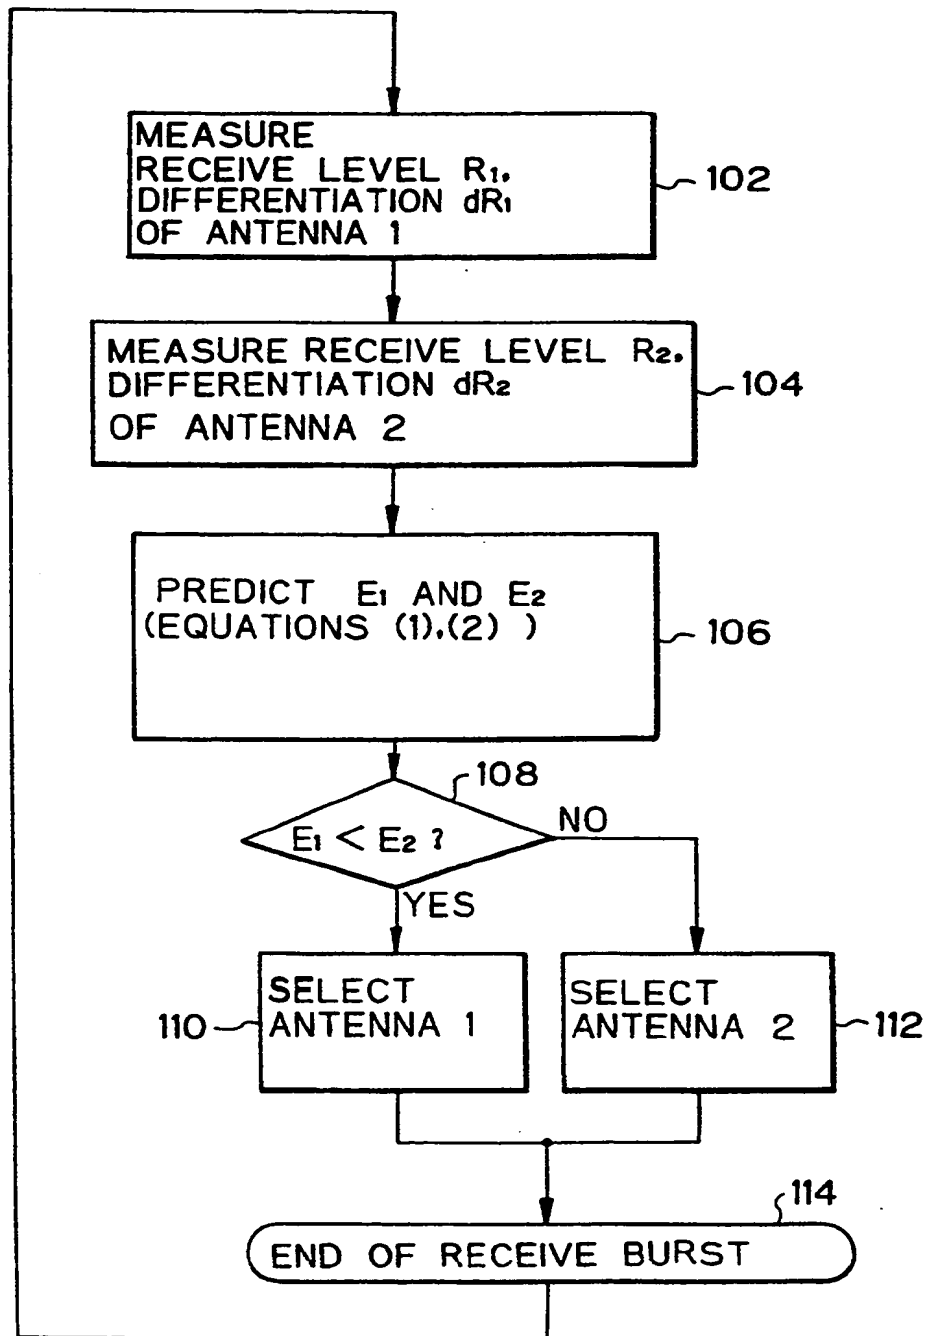 MEASURE
RECEIVE LEVEL R1.
DIFFERENTIATION dR1
OF ANTENNA 1
102
MEASURE RECEIVE LEVEL R2.
DIFFERENTIATION dR2
OF ANTENNA 2
104
PREDICT E1 AND E2
(EQUATIONS (1).(2) )
106
108
E1 < E2 ?
NO
YES
SELECT
ANTENNA 1
110
SELECT
ANTENNA 2
112
114
END OF RECEIVE BURST